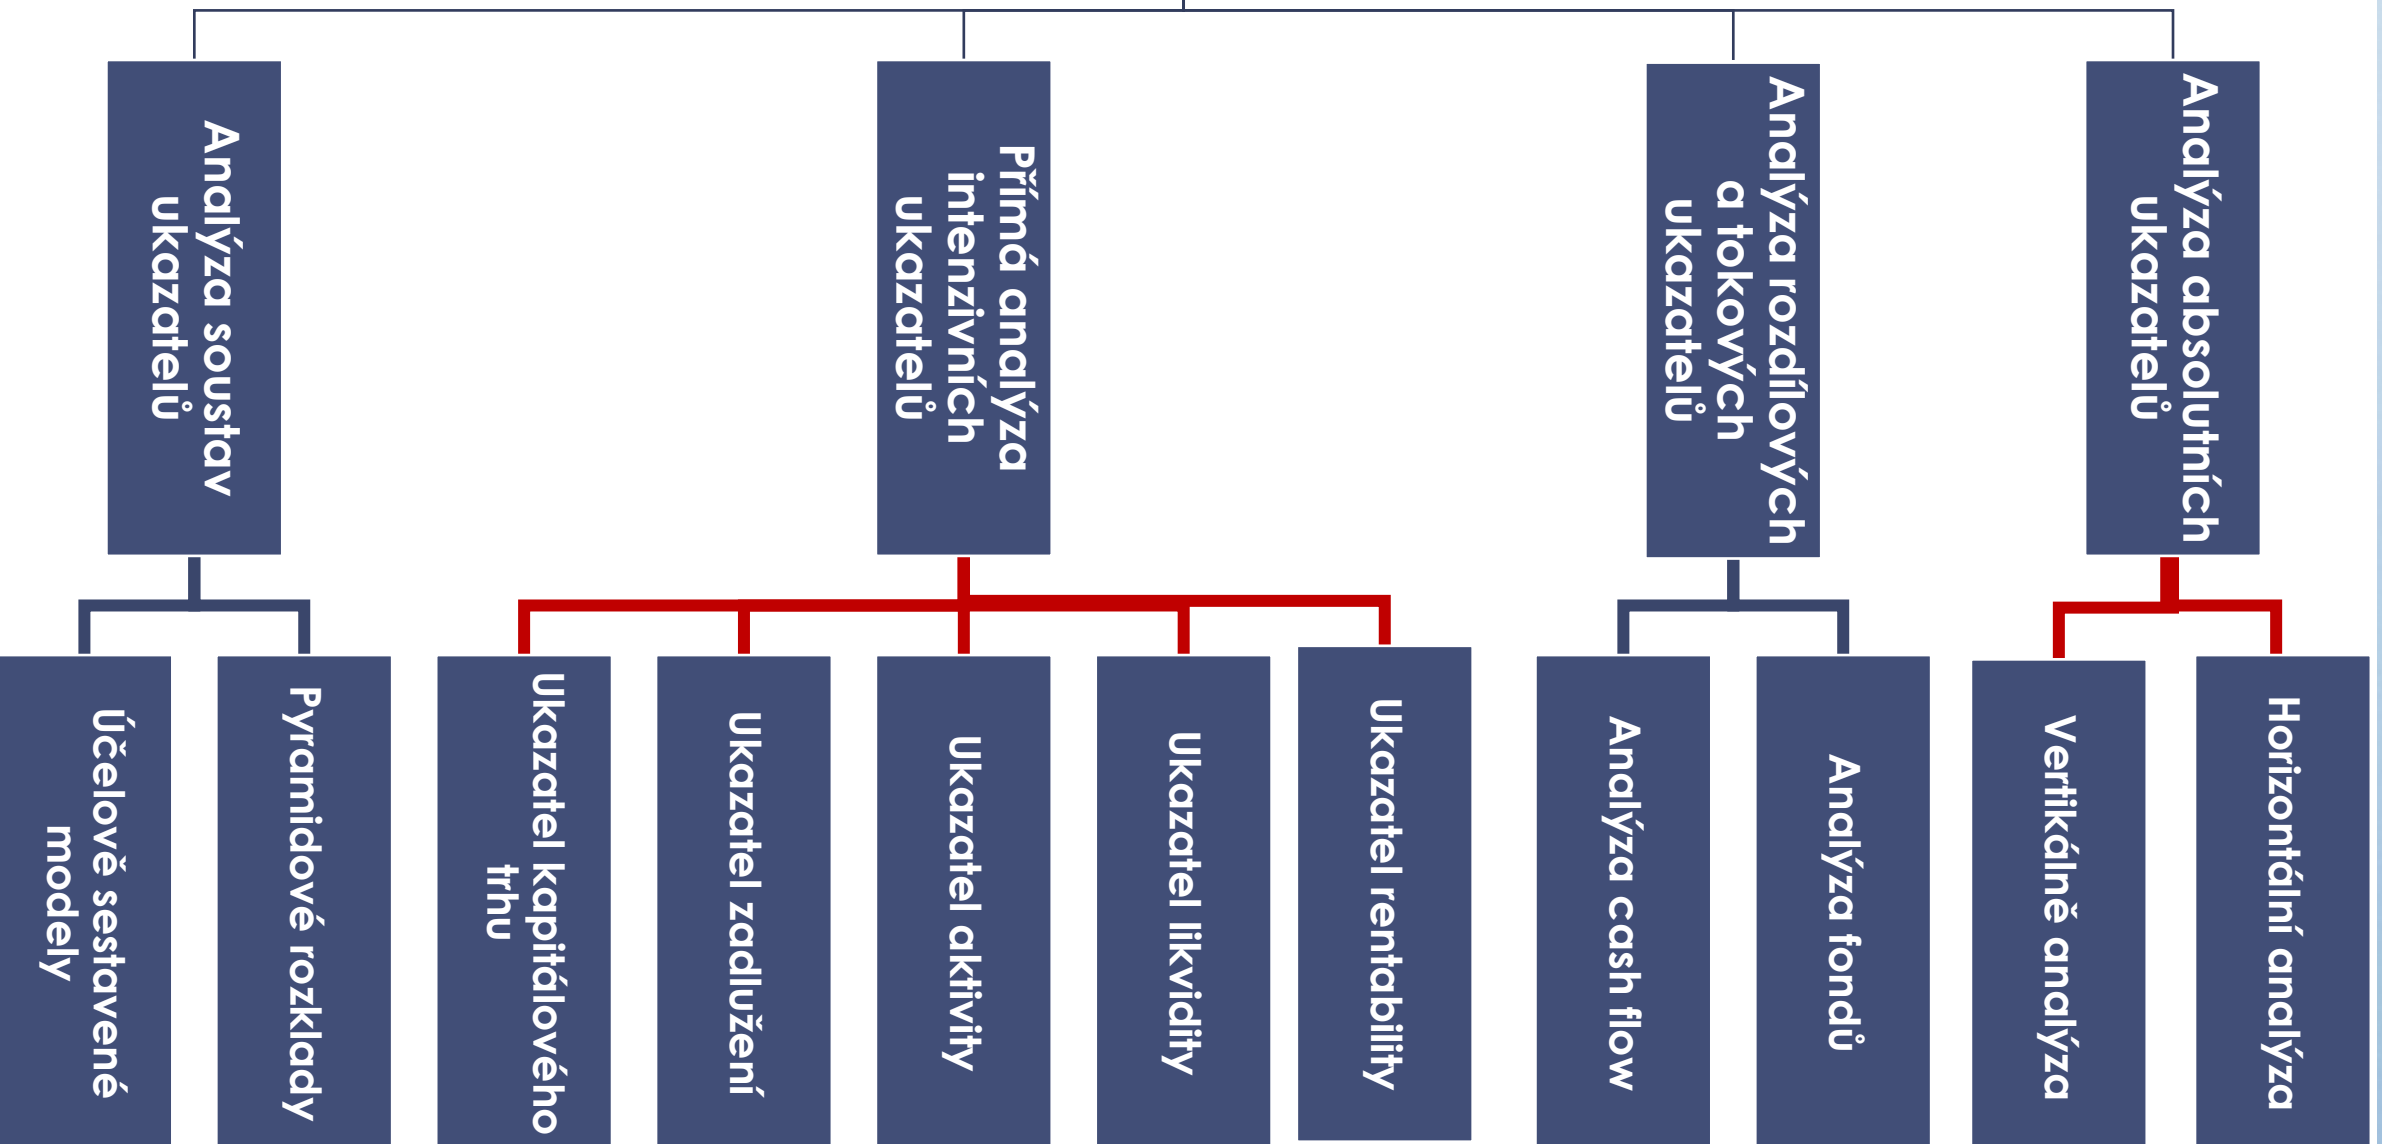 Analýza absolutních
ukazatelů
Horizontální analýza
Vertikálně analýza
Analýza rozdílových
a tokových
ukazatelů
Analýza fondů
Analýza cash flow
Přímá analýza
intenzivních
ukazatelů
Ukazatel rentability
Ukazatel likvidity
Ukazatel aktivity
Ukazatel zadlužení
Ukazatel kapitálového
trhu
Analýza soustav
ukazatelů
Pyramidové rozklady
Účelově sestavené
modely